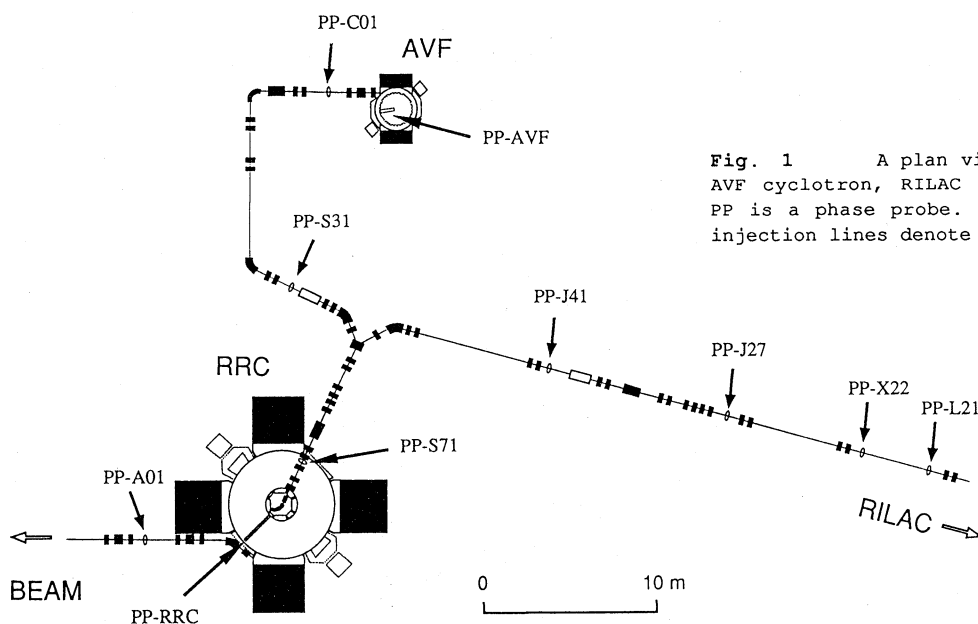 PP-C01
AVF
PP-AVF
Fig. 1 A plan vi
AVF cyclotron, RILAC
PP is a phase probe.
injection lines denote
PP-S31
PP-J41
PP-J27
PP-X22
PP-L21
RRC
PP-S71
PP-A01
RILAC
BEAM
PP-RRC
0 10 m